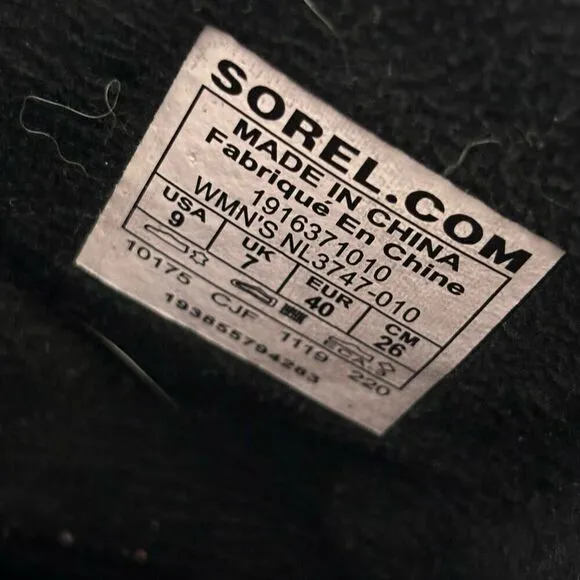 SOREL.COM
MADE IN CHINA
Fabriqué En Chine
1916371010
WMN'S NL3747-010
USA UK EUR CM
9 7 40 26
10175 CJF 1119 220
193855794283